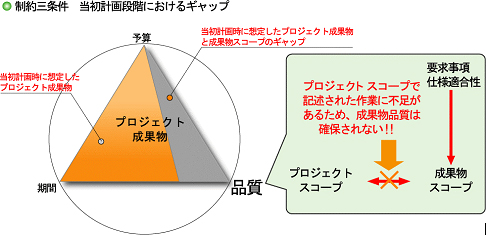 制約三条件 当初計画段階におけるギャップ
予算
当初計画時に想定したプロジェクト成果物
と成果物スコープのギャップ
当初計画時に想定した
プロジェクト成果物
プロジェクト
成果物
期間
品質
プロジェクト スコープで
記述された作業に不足が
あるため、成果物品質は
確保されない!!
要求事項
仕様適合性
プロジェクト
スコープ
成果物
スコープ